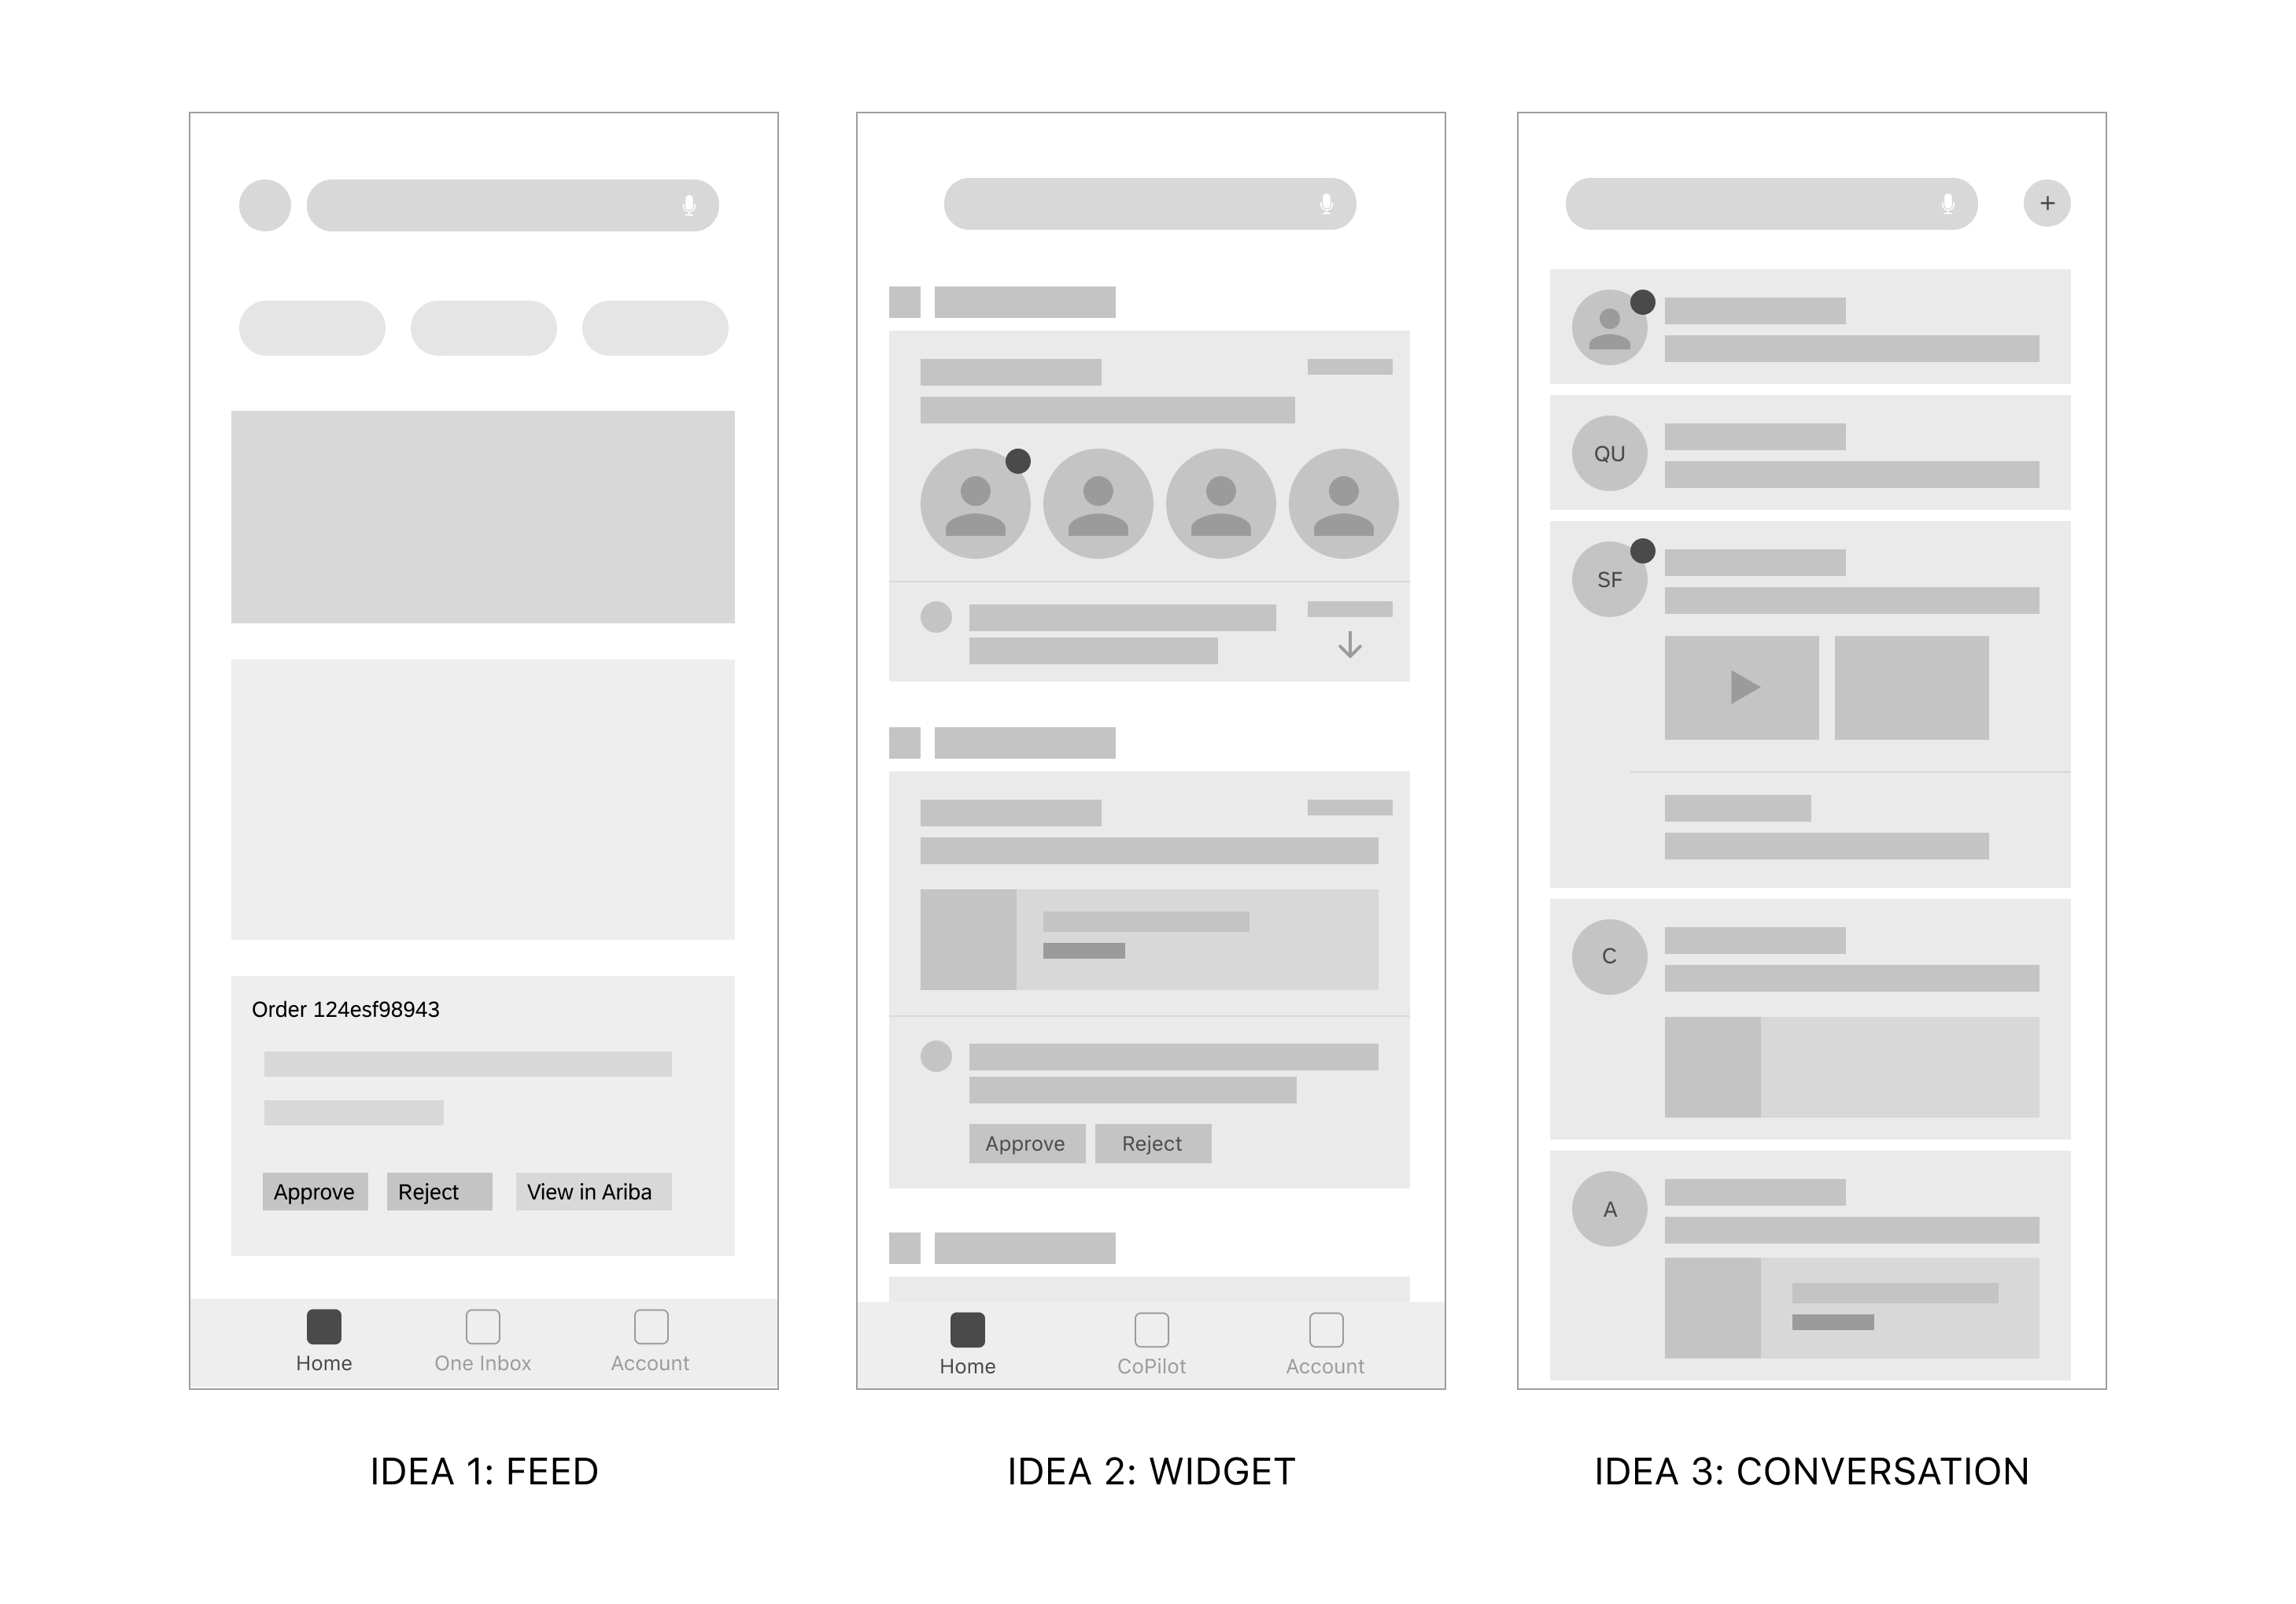 Order 124esf98943
Approve
Reject
View in Ariba
Home
One Inbox
Account
IDEA 1: FEED
Approve
Reject
Home
CoPilot
Account
IDEA 2: WIDGET
+
QU
SF
C
A
IDEA 3: CONVERSATION